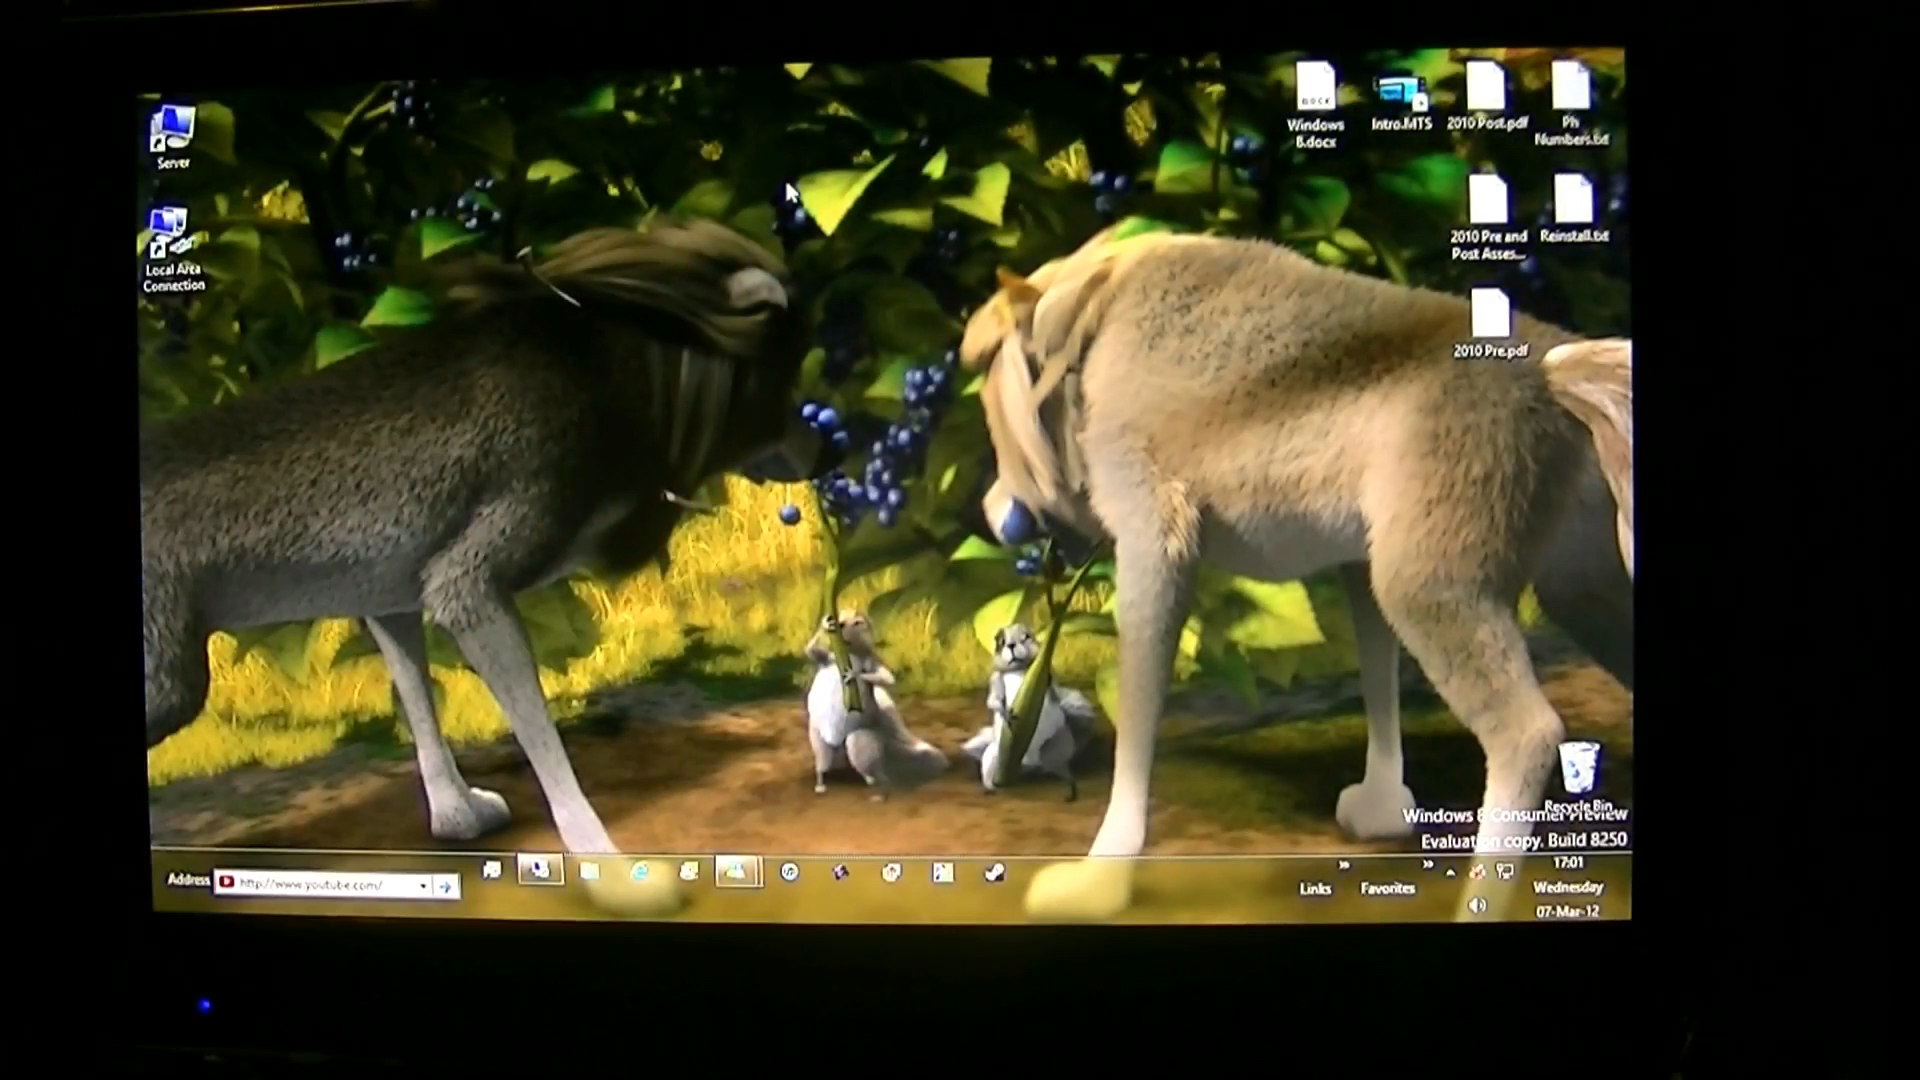 Server
Local Area
Connection
Windows
8.docx
Intro.MTS
2010 Post.pdf
Ph
Numbers.txt
2010 Pre and
Post Asses...
Reinstall.txt
2010 Pre.pdf
DOCX
Recycle Bin
Windows 8 Consumer Preview
Evaluation copy. Build 8250
Address
http://www.youtube.com/
Links
Favorites
17:01
Wednesday
07-Mar-12